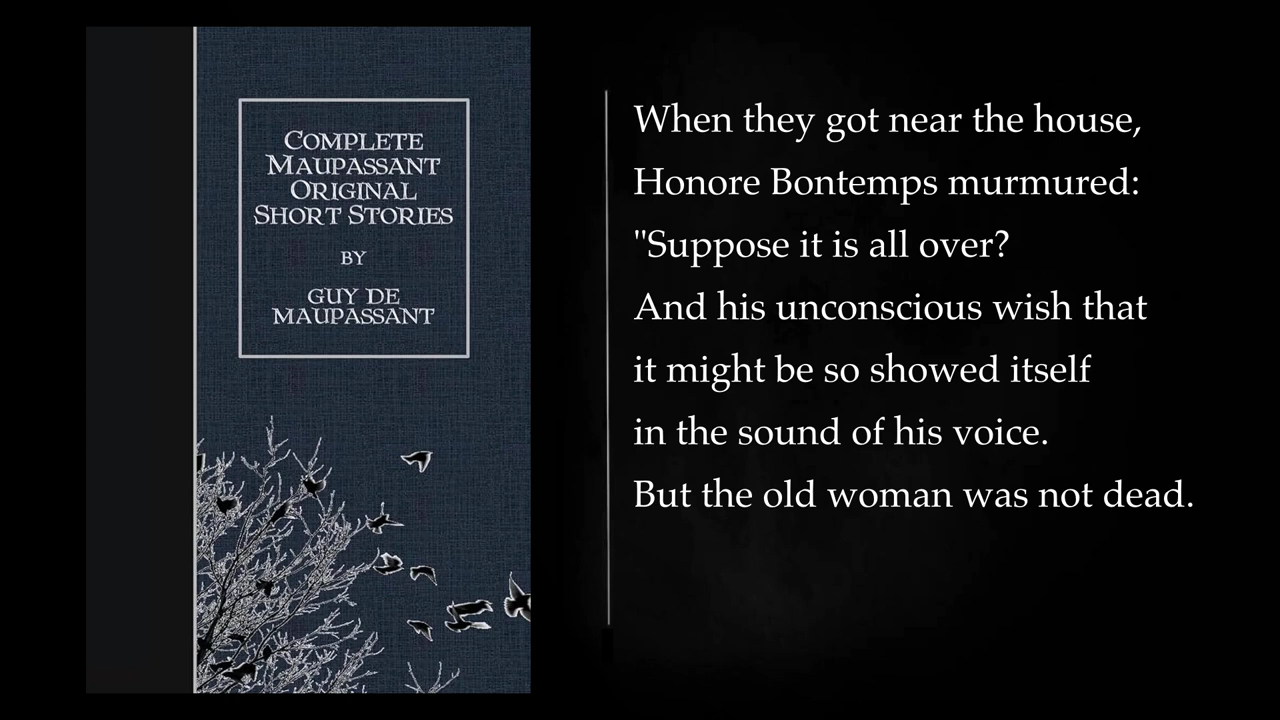 COMPLETE
MAUPASSANT
ORIGINAL
SHORT STORIES
BY
GUY DE
MAUPASSANT
When they got near the house,
Honore Bontemps murmured:
"Suppose it is all over?
And his unconscious wish that
it might be so showed itself
in the sound of his voice.
But the old woman was not dead.